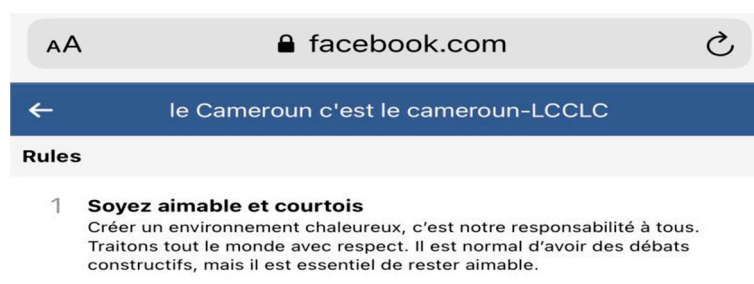 AA facebook.com
le Cameroun c'est le cameroun-LCCLC
Rules
1 Soyez aimable et courtois
Créer un environnement chaleureux, c’est notre responsabilité à tous.
Traitons tout le monde avec respect. Il est normal d’avoir des débats
constructifs, mais il est essentiel de rester aimable.